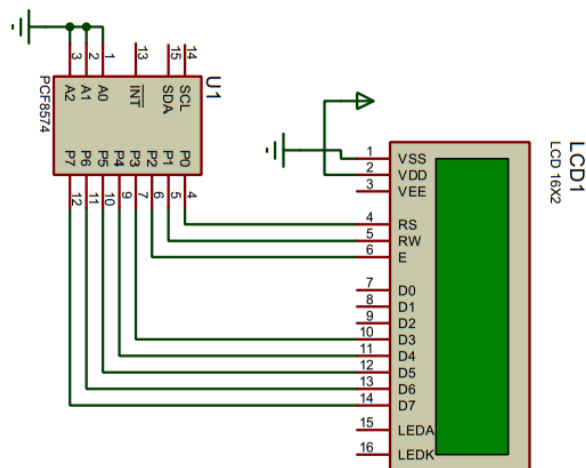 U1
PCF8574
3
2
1
13
15
14
A2
A1
A0
INT
SDA
SCL
P7
P6
P5
P4
P3
P2
P1
P0
12
11
10
9
7
6
5
4
LCD1
LCD 16X2
1 VSS
2 VDD
3 VEE
4 RS
5 RW
6 E
7 D0
8 D1
9 D2
10 D3
11 D4
12 D5
13 D6
14 D7
15 LEDA
16 LEDK